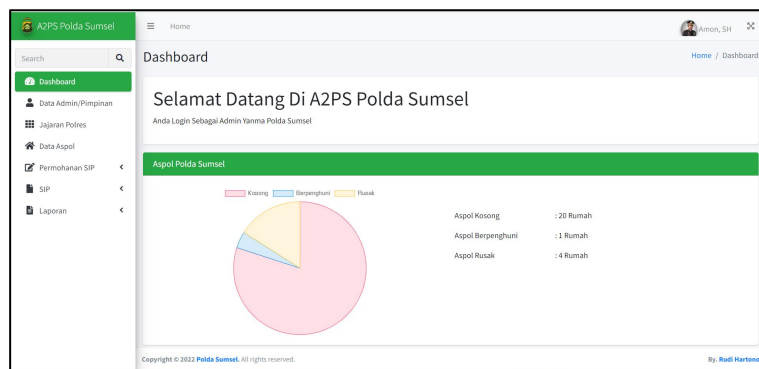 A2PS Polda Sumsel
Home
Amon, SH
Search
Dashboard
Home / Dashboard
Dashboard
Data Admin/Pimpinan
Jajaran Polres
Data Aspol
Permohanan SIP
SIP
Laporan
Selamat Datang Di A2PS Polda Sumsel
Anda Login Sebagai Admin Yanma Polda Sumsel
Aspol Polda Sumsel
Kosong Berpenghuni Rusak
Aspol Kosong : 20 Rumah
Aspol Berpenghuni : 1 Rumah
Aspol Rusak : 4 Rumah
Copyright © 2022 Polda Sumsel. All rights reserved.
By. Rudi Hartono